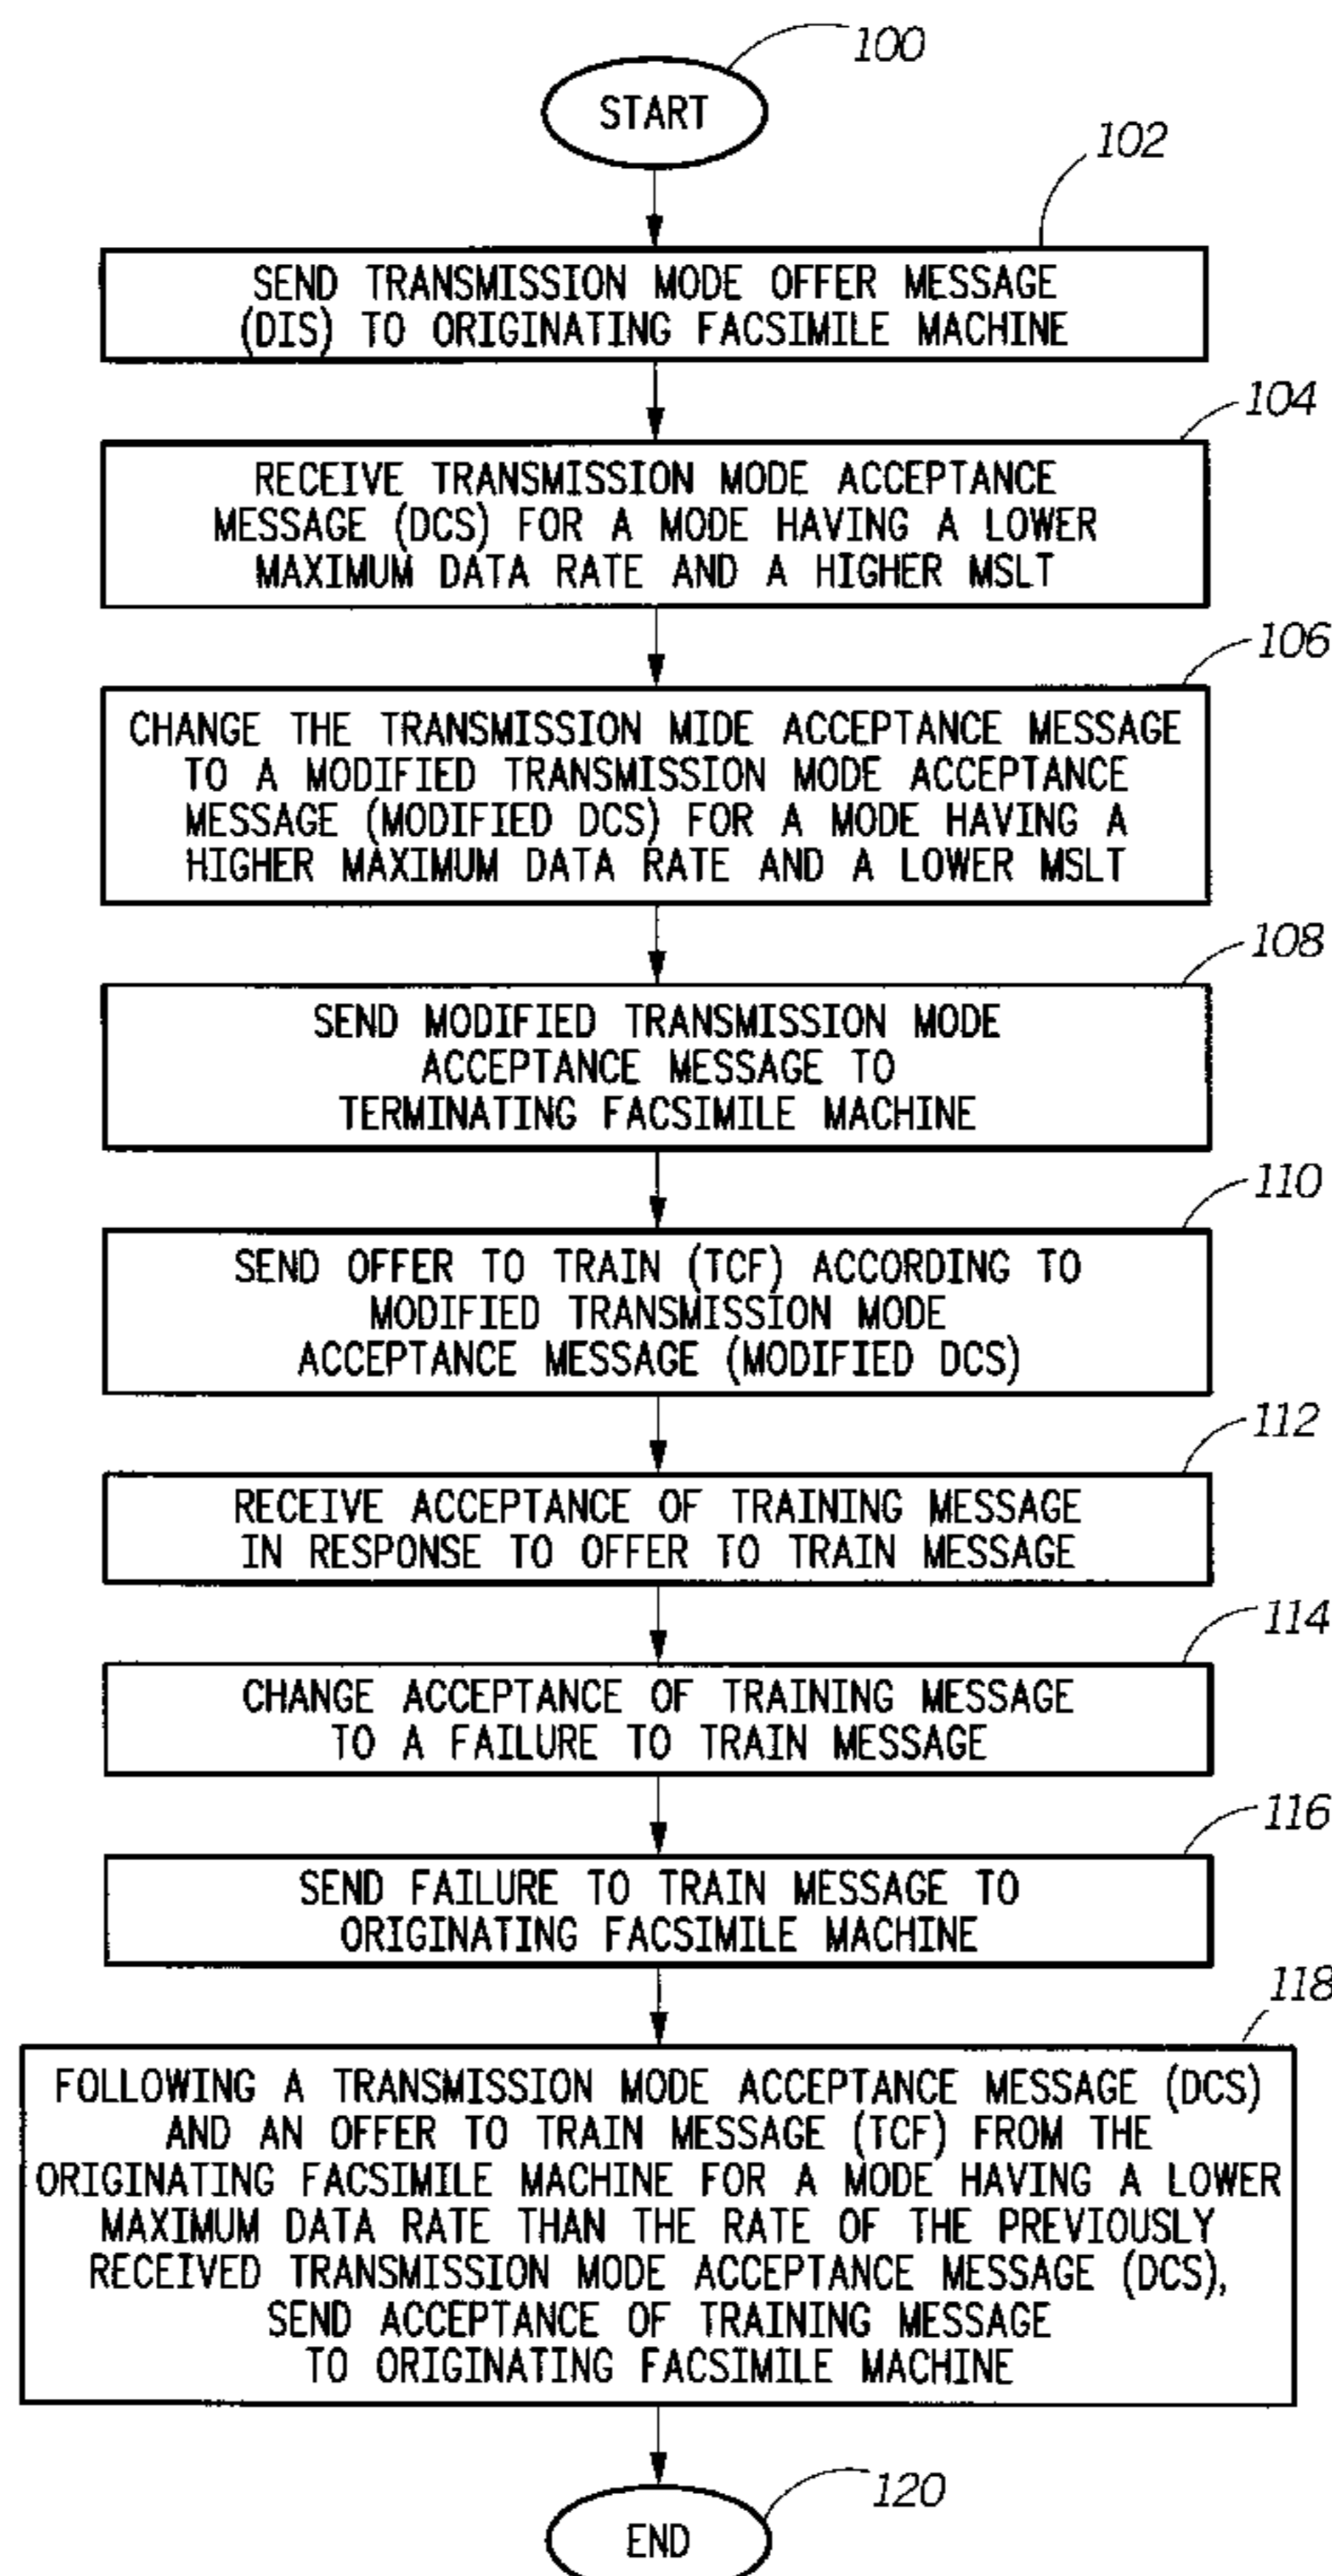 100
START
102
SEND TRANSMISSION MODE OFFER MESSAGE
(DIS) TO ORIGINATING FACSIMILE MACHINE
104
RECEIVE TRANSMISSION MODE ACCEPTANCE
MESSAGE (DCS) FOR A MODE HAVING A LOWER
MAXIMUM DATA RATE AND A HIGHER MSLT
106
CHANGE THE TRANSMISSION MIDE ACCEPTANCE MESSAGE
TO A MODIFIED TRANSMISSION MODE ACCEPTANCE
MESSAGE (MODIFIED DCS) FOR A MODE HAVING A
HIGHER MAXIMUM DATA RATE AND A LOWER MSLT
108
SEND MODIFIED TRANSMISSION MODE
ACCEPTANCE MESSAGE TO
TERMINATING FACSIMILE MACHINE
110
SEND OFFER TO TRAIN (TCF) ACCORDING TO
MODIFIED TRANSMISSION MODE
ACCEPTANCE MESSAGE (MODIFIED DCS)
112
RECEIVE ACCEPTANCE OF TRAINING MESSAGE
IN RESPONSE TO OFFER TO TRAIN MESSAGE
114
CHANGE ACCEPTANCE OF TRAINING MESSAGE
TO A FAILURE TO TRAIN MESSAGE
116
SEND FAILURE TO TRAIN MESSAGE TO
ORIGINATING FACSIMILE MACHINE
118
FOLLOWING A TRANSMISSION MODE ACCEPTANCE MESSAGE (DCS)
AND AN OFFER TO TRAIN MESSAGE (TCF) FROM THE
ORIGINATING FACSIMILE MACHINE FOR A MODE HAVING A LOWER
MAXIMUM DATA RATE THAN THE RATE OF THE PREVIOUSLY
RECEIVED TRANSMISSION MODE ACCEPTANCE MESSAGE (DCS),
SEND ACCEPTANCE OF TRAINING MESSAGE
TO ORIGINATING FACSIMILE MACHINE
120
END